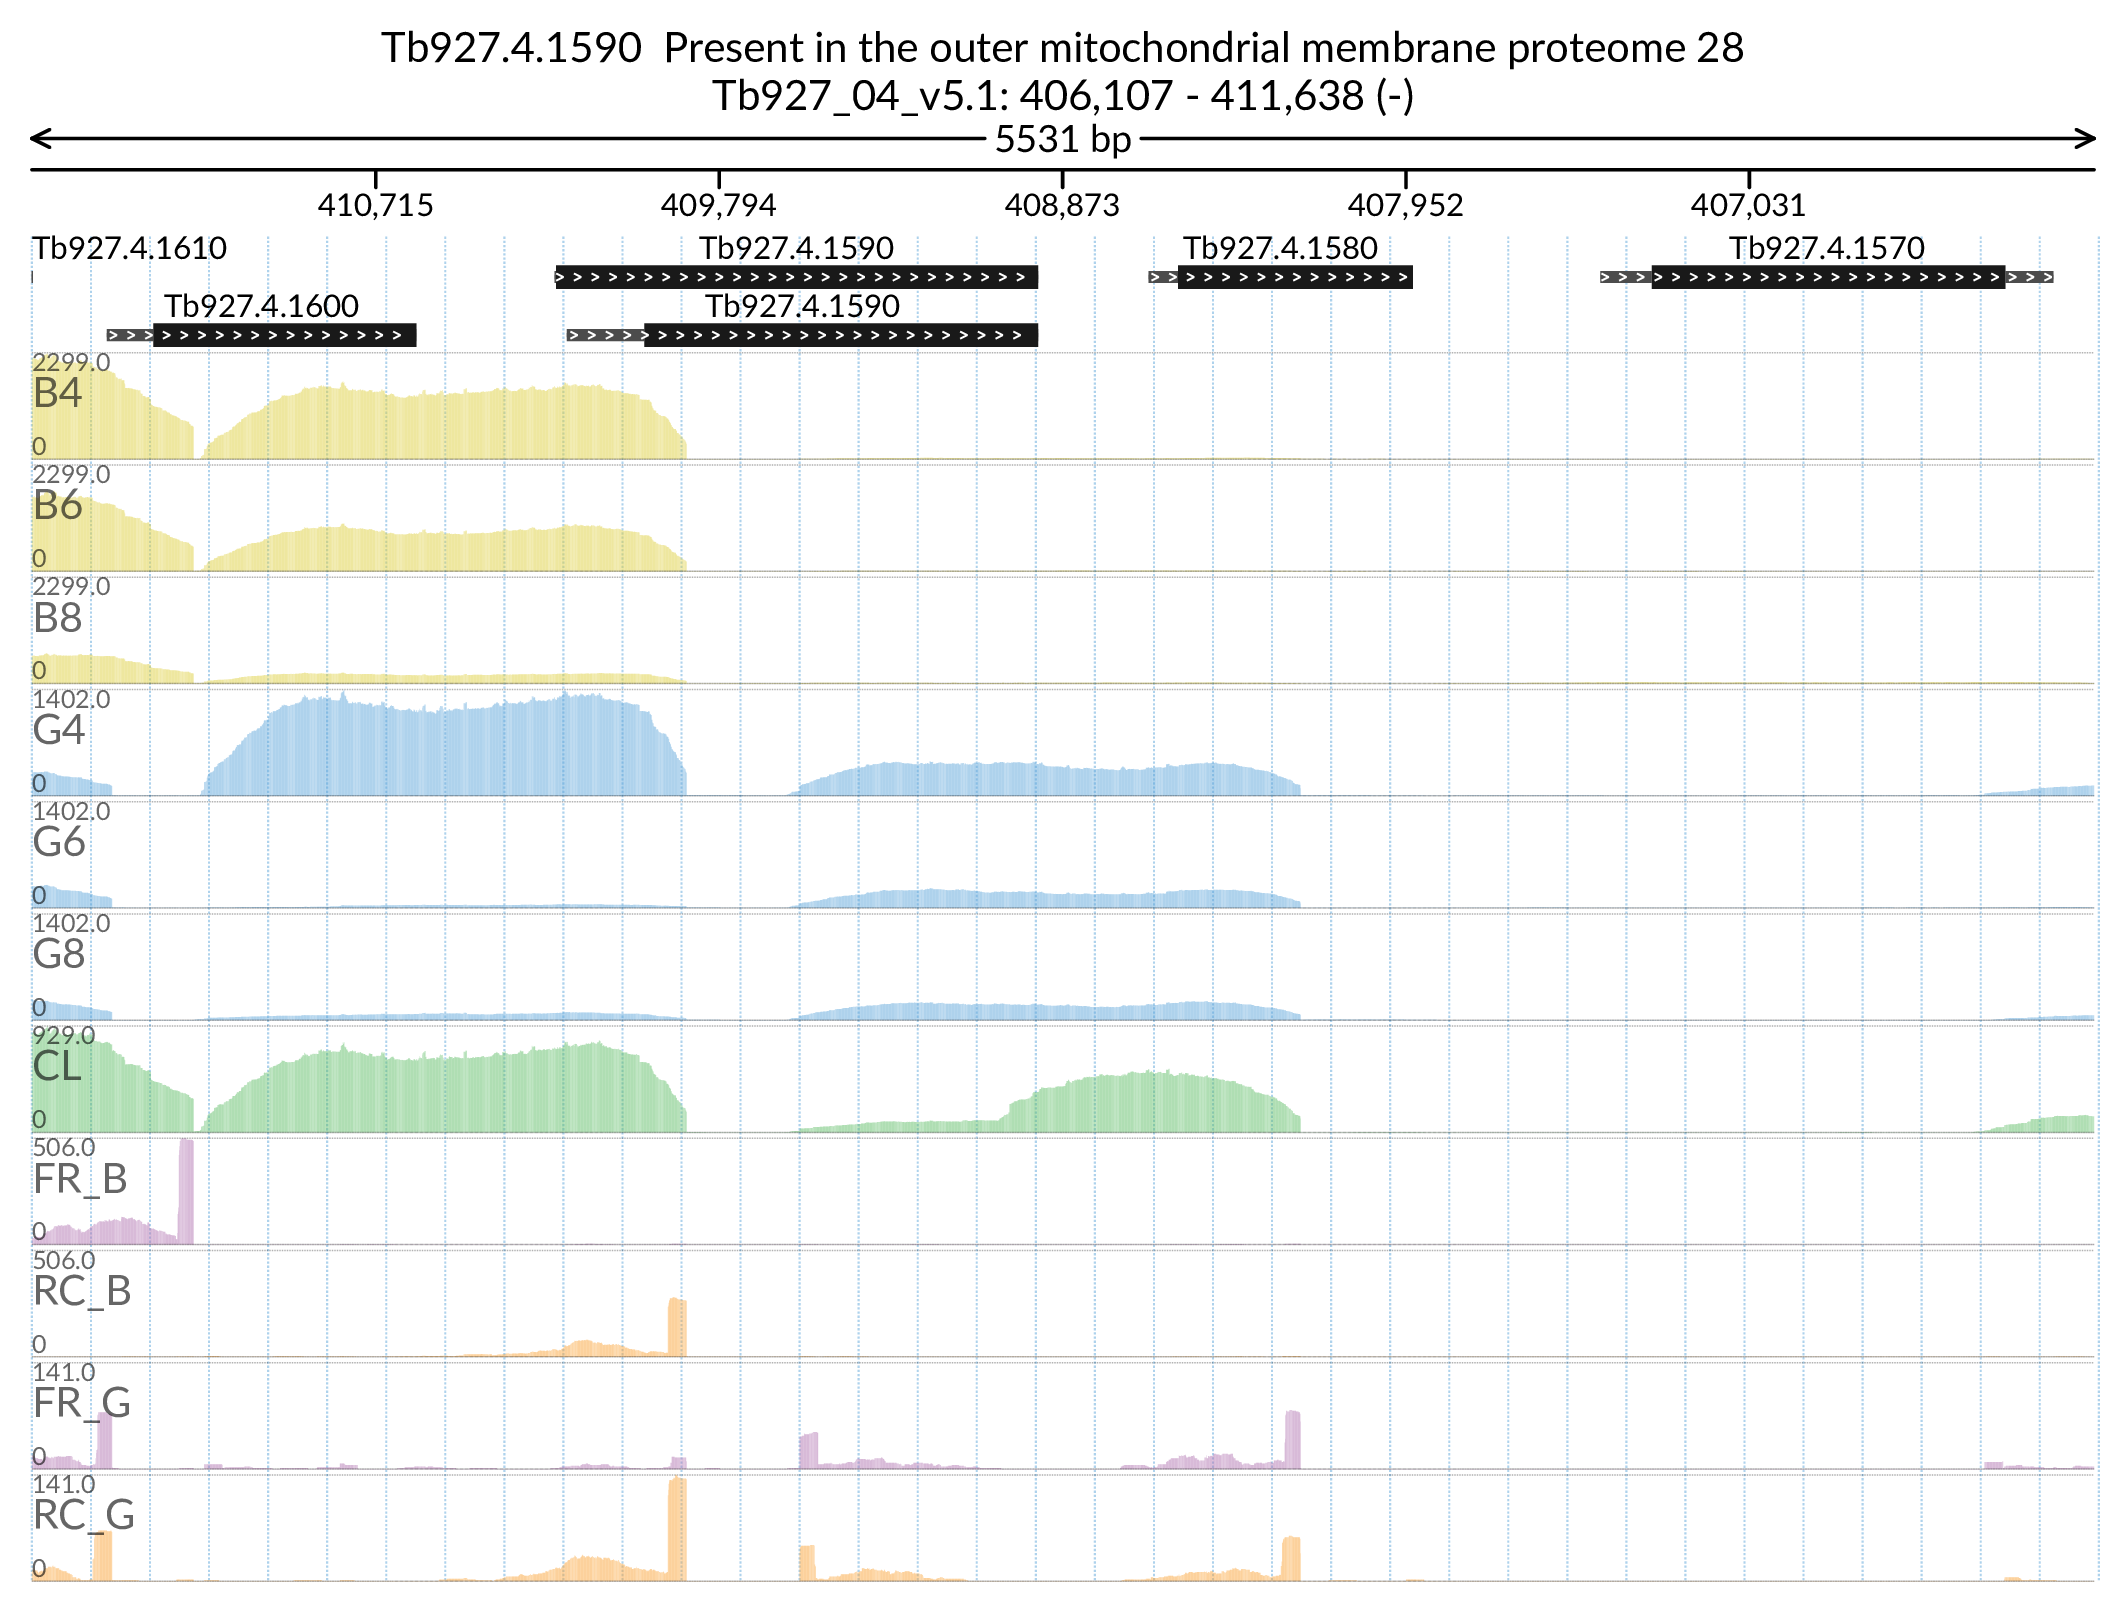 Tb927.4.1590  Present in the outer mitochondrial membrane proteome 28
Tb927_04_v5.1: 406,107 - 411,638 (-)
5531 bp
410,715 409,794 408,873 407,952 407,031
Tb927.4.1610 Tb927.4.1590 Tb927.4.1580 Tb927.4.1570
Tb927.4.1600 Tb927.4.1590
2299.0
B4
0
2299.0
B6
0
2299.0
B8
0
1402.0
G4
0
1402.0
G6
0
1402.0
G8
0
929.0
CL
0
506.0
FR_B
0
506.0
RC_B
0
141.0
FR_G
0
141.0
RC_G
0